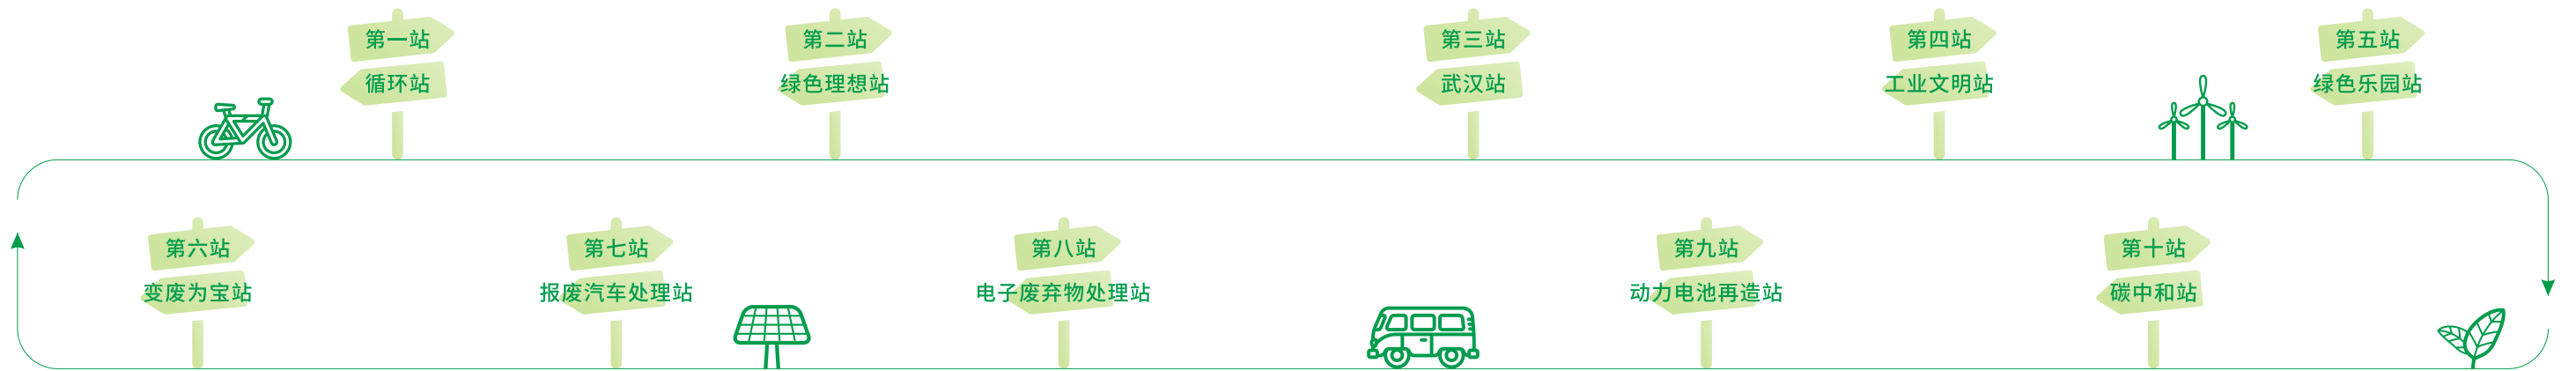 第一站
循环站
第二站
绿色理想站
第三站
武汉站
第四站
工业文明站
第五站
绿色乐园站
第六站
变废为宝站
第七站
报废汽车处理站
第八站
电子废弃物处理站
第九站
动力电池再造站
第十站
碳中和站